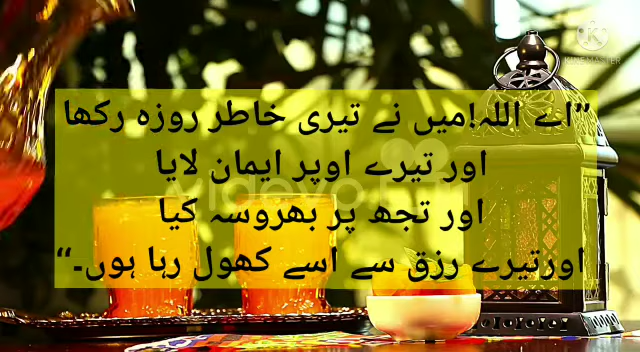 ”اے اللہ!میں نے تیری خاطر روزہ رکھا
اور تیرے اوپر ایمان لایا
اور تجھ پر بھروسہ کیا
اورتیرے رزق سے اسے کھول رہا ہوں۔“
KINEMASTER